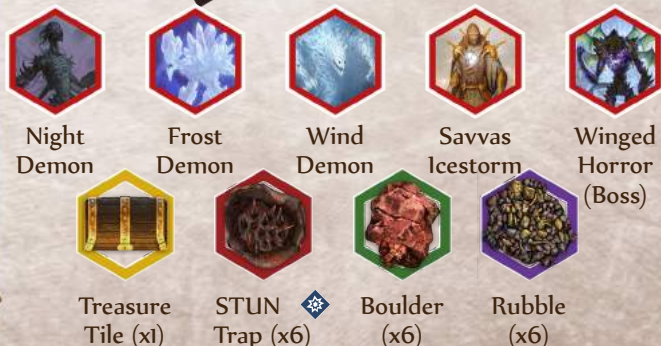 Night
Demon
Frost
Demon
Wind
Demon
Savvas
Icestorm
Winged
Horror
(Boss)
Treasure
Tile (x1)
STUN
Trap (x6)
Boulder
(x6)
Rubble
(x6)